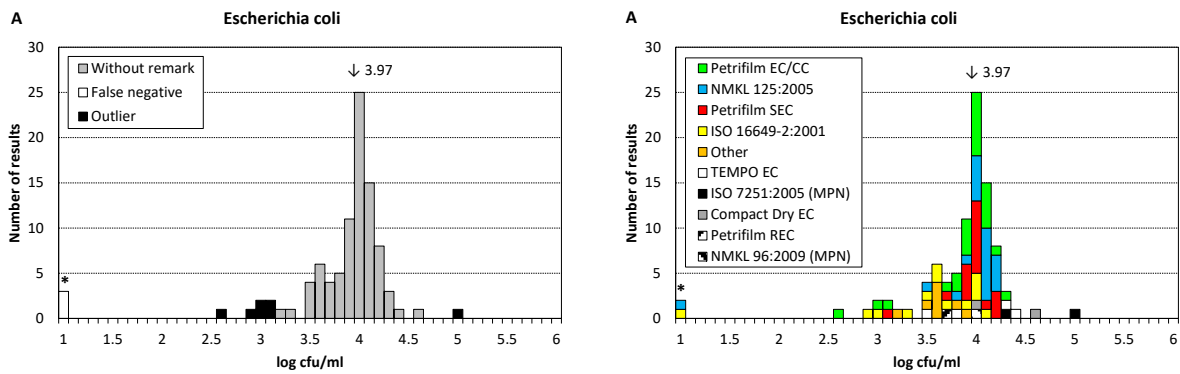 A
Escherichia coli
30
25
20
15
10
5
0
Number of results
Without remark
False negative
Outlier
↓ 3.97
*
1 1.5 2 2.5 3 3.5 4 4.5 5 5.5 6
log cfu/ml
A
Escherichia coli
30
25
20
15
10
5
0
Number of results
Petrifilm EC/CC
NMKL 125:2005
Petrifilm SEC
ISO 16649-2:2001
Other
TEMPO EC
ISO 7251:2005 (MPN)
Compact Dry EC
Petrifilm REC
NMKL 96:2009 (MPN)
↓ 3.97
*
1 1.5 2 2.5 3 3.5 4 4.5 5 5.5 6
log cfu/ml